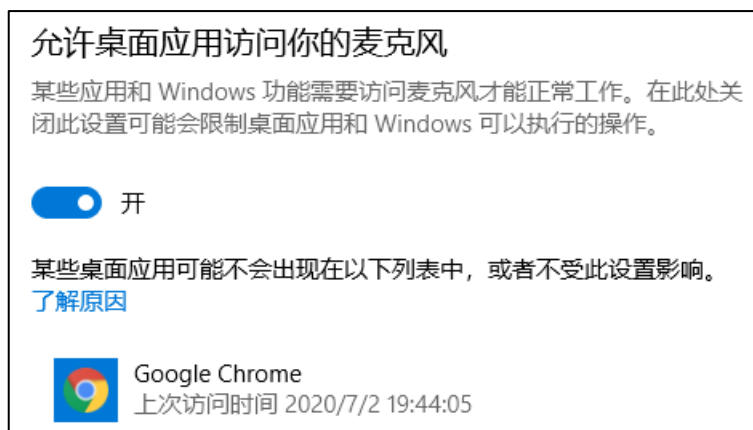 允许桌面应用访问你的麦克风
某些应用和 Windows 功能需要访问麦克风才能正常工作。在此处关
闭此设置可能会限制桌面应用和 Windows 可以执行的操作。
开
某些桌面应用可能不会出现在以下列表中，或者不受此设置影响。
了解原因
Google Chrome
上次访问时间 2020/7/2 19:44:05